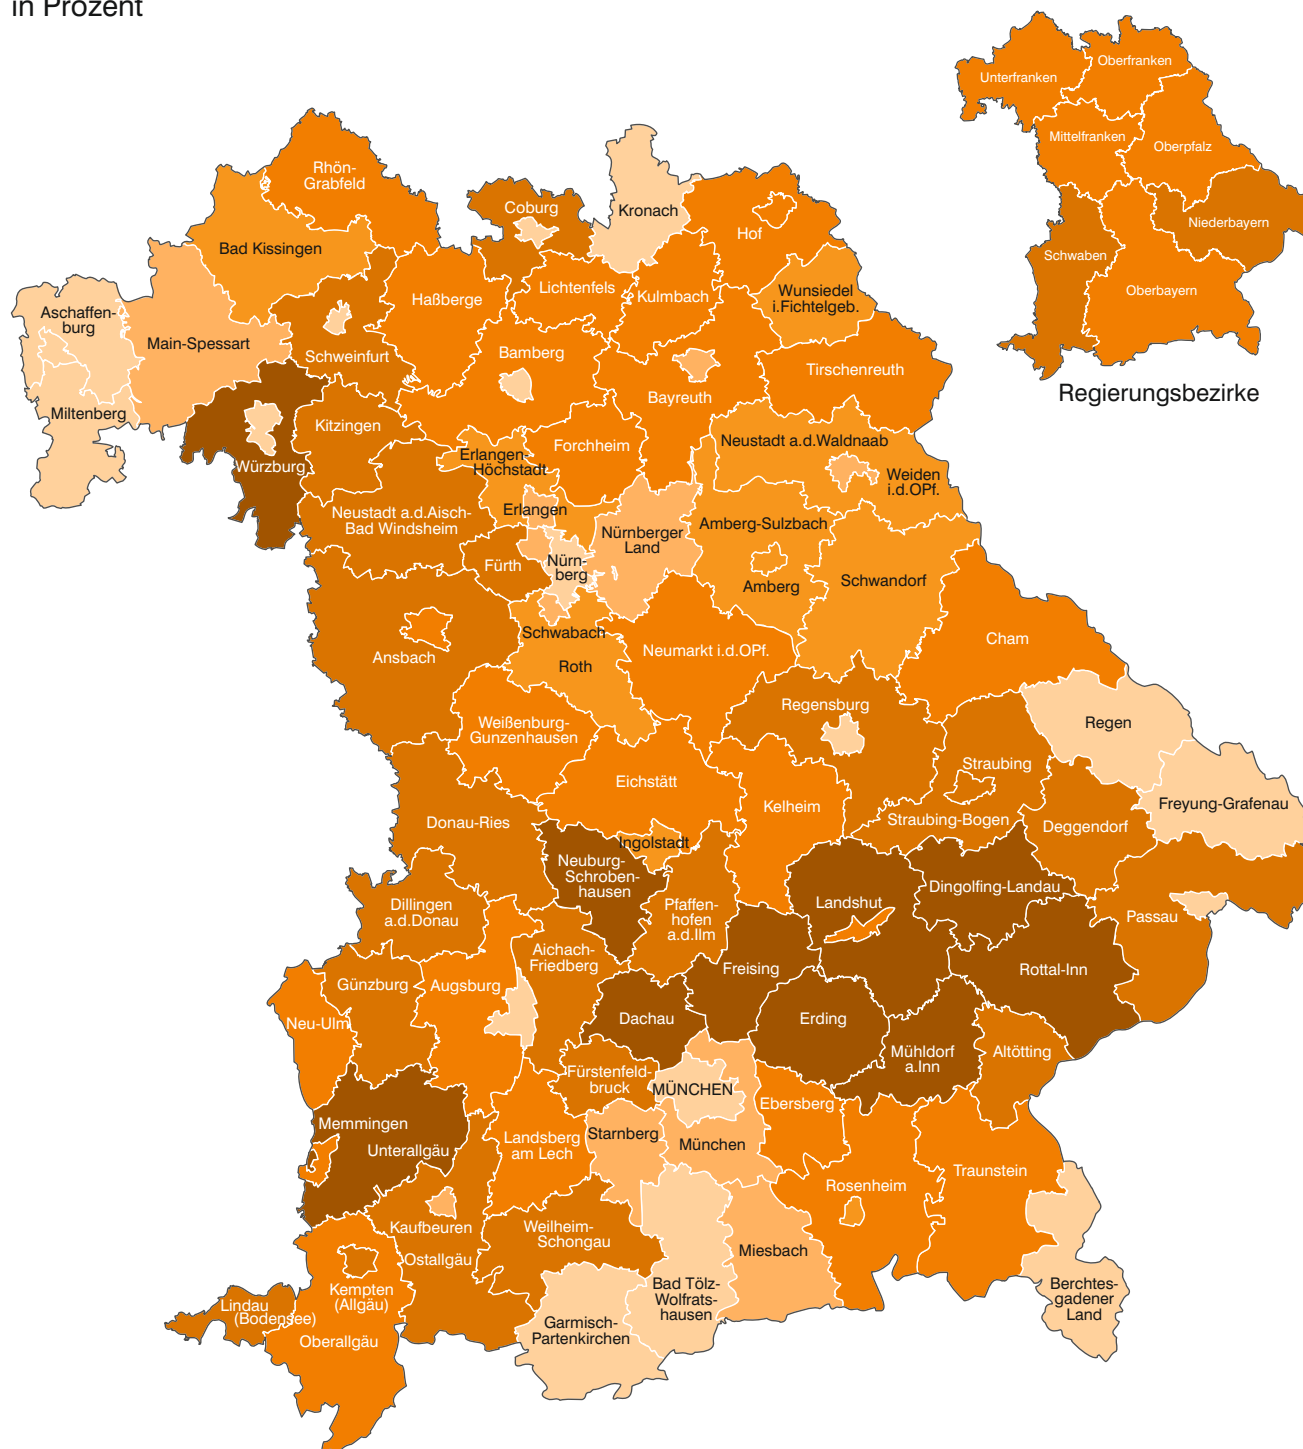 in Prozent
Unterfranken
Oberfranken
Mittelfranken
Oberpfalz
Niederbayern
Schwaben
Oberbayern
Regierungsbezirke
Rhön-
Grabfeld
Coburg
Kronach
Hof
Bad Kissingen
Haßberge
Lichtenfels
Kulmbach
Wunsiedel
i.Fichtelgeb.
Aschaffen-
burg
Main-Spessart
Schweinfurt
Bamberg
Tirschenreuth
Bayreuth
Miltenberg
Kitzingen
Forchheim
Neustadt a.d.Waldnaab
Würzburg
Erlangen-
Höchstadt
Weiden
i.d.OPf.
Neustadt a.d.Aisch-
Bad Windsheim
Erlangen
Nürnberger
Land
Amberg-Sulzbach
Fürth
Nürn-
berg
Amberg
Schwandorf
Ansbach
Schwabach
Roth
Neumarkt i.d.OPf.
Cham
Weißenburg-
Gunzenhausen
Regensburg
Regen
Eichstätt
Straubing
Kelheim
Freyung-Grafenau
Donau-Ries
Straubing-Bogen
Deggendorf
Ingolstadt
Neuburg-
Schroben-
hausen
Dingolfing-Landau
Dillingen
a.d.Donau
Pfaffen-
hofen
a.d.Ilm
Landshut
Passau
Aichach-
Friedberg
Freising
Rottal-Inn
Günzburg
Augsburg
Neu-Ulm
Dachau
Erding
Mühldorf
a.Inn
Altötting
Fürstenfeld-
bruck
MÜNCHEN
Ebersberg
Memmingen
Unterallgäu
Landsberg
am Lech
Starnberg
München
Traunstein
Rosenheim
Kaufbeuren
Ostallgäu
Weilheim-
Schongau
Miesbach
Kempten
(Allgäu)
Lindau
(Bodensee)
Oberallgäu
Garmisch-
Partenkirchen
Bad Tölz-
Wolfrats-
hausen
Berchtes-
gadener
Land